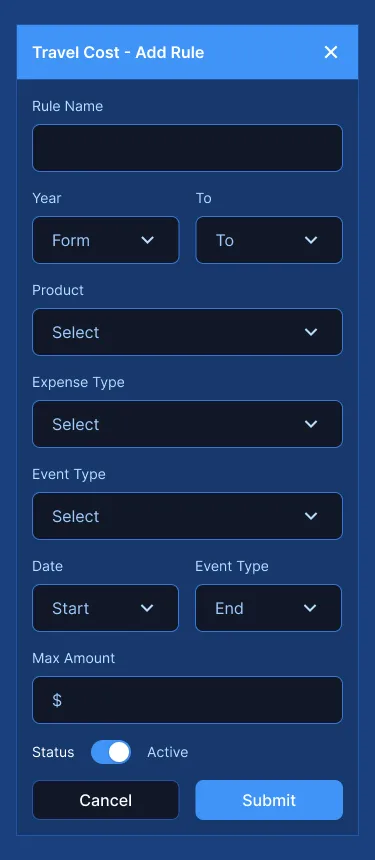 Travel Cost - Add Rule
Rule Name
Year To
Form To
Product
Select
Expense Type
Select
Event Type
Select
Date Event Type
Start End
Max Amount
$
Status Active
Cancel Submit